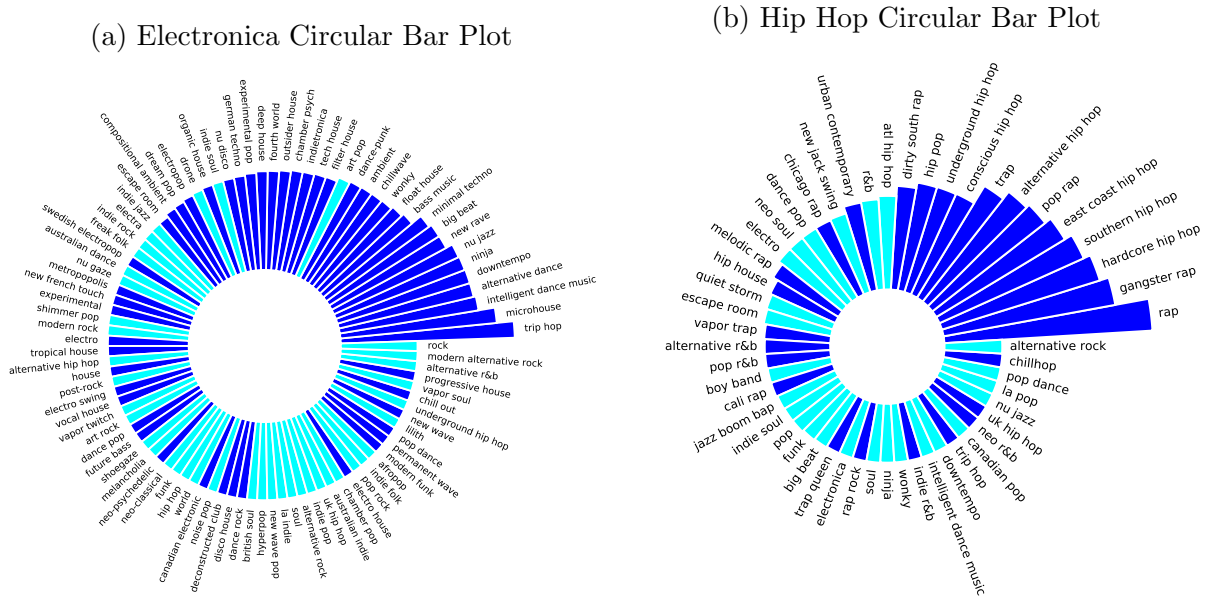 (a) Electronica Circular Bar Plot
trip hop
microhouse
intelligent dance music
alternative dance
downtempo
ninja
nu jazz
new rave
big beat
minimal techno
bass music
float house
wonky
chillwave
ambient
dance-punk
art pop
filter house
tech house
indietronica
chamber psych
outsider house
fourth world
deep house
experimental pop
german techno
nu disco
indie soul
organic house
drone
electropop
dream pop
compositional ambient
escape room
indie jazz
electra
indie rock
freak folk
swedish electropop
australian dance
nu gaze
metropopolis
new french touch
experimental
shimmer pop
modern rock
electro
tropical house
alternative hip hop
house
post-rock
electro swing
vocal house
vapor twitch
art rock
dance pop
future bass
shoegaze
melancholia
neo-psychedelic
neo-classical
funk
hip hop
world
canadian electronic
noise pop
deconstructed club
disco house
dance rock
british soul
hyperpop
new wave pop
la indie
soul
alternative rock
indie pop
uk hip hop
australian indie
chamber pop
electro house
pop rock
indie folk
afropop
modern funk
permanent wave
pop dance
lilith
new wave
underground hip hop
chill out
vapor soul
progressive house
alternative r&b
modern alternative rock
rock
(b) Hip Hop Circular Bar Plot
rap
gangster rap
hardcore hip hop
southern hip hop
east coast hip hop
pop rap
alternative hip hop
trap
conscious hip hop
underground hip hop
hip pop
dirty south rap
atl hip hop
r&b
urban contemporary
new jack swing
chicago rap
dance pop
neo soul
electro
melodic rap
hip house
quiet storm
escape room
vapor trap
alternative r&b
pop r&b
boy band
cali rap
jazz boom bap
indie soul
pop
funk
big beat
trap queen
electronica
rap rock
soul
ninja
wonky
indie r&b
intelligent dance music
downtempo
trip hop
canadian pop
neo r&b
uk hip hop
nu jazz
la pop
pop dance
chillhop
alternative rock